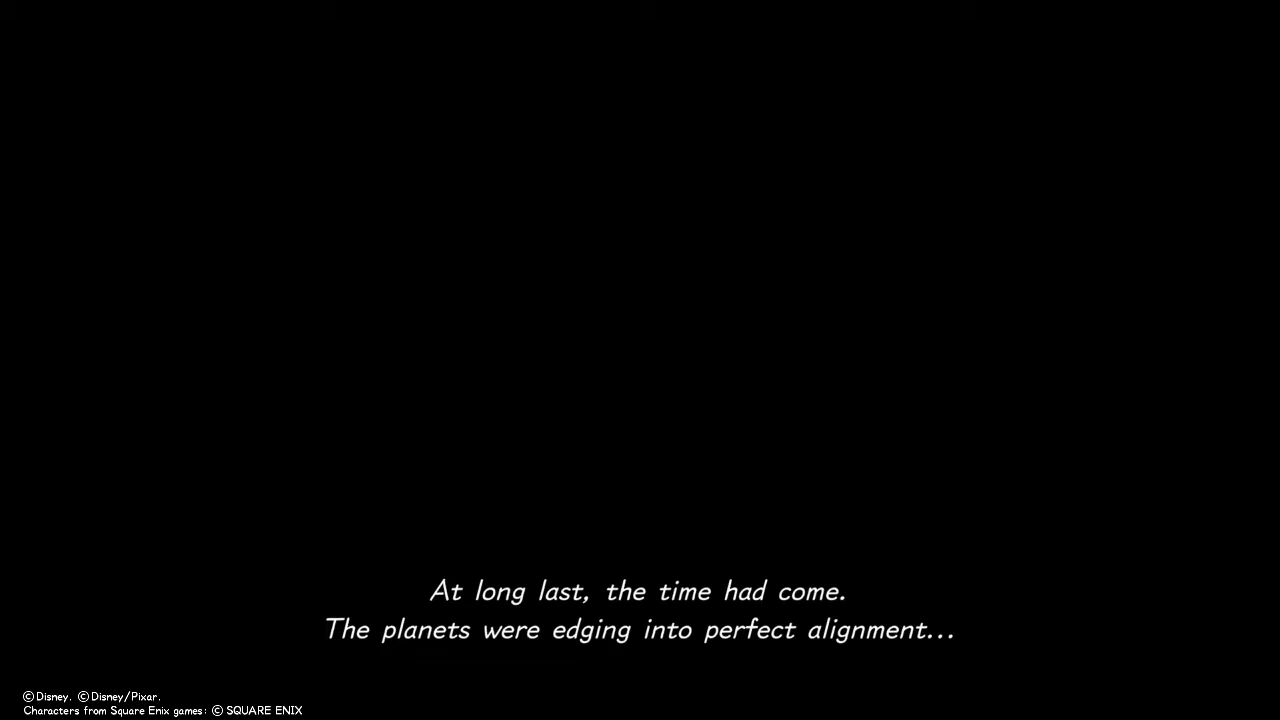 At long last, the time had come.
The planets were edging into perfect alignment...
©Disney. ©Disney/Pixar.
Characters from Square Enix games: © SQUARE ENIX